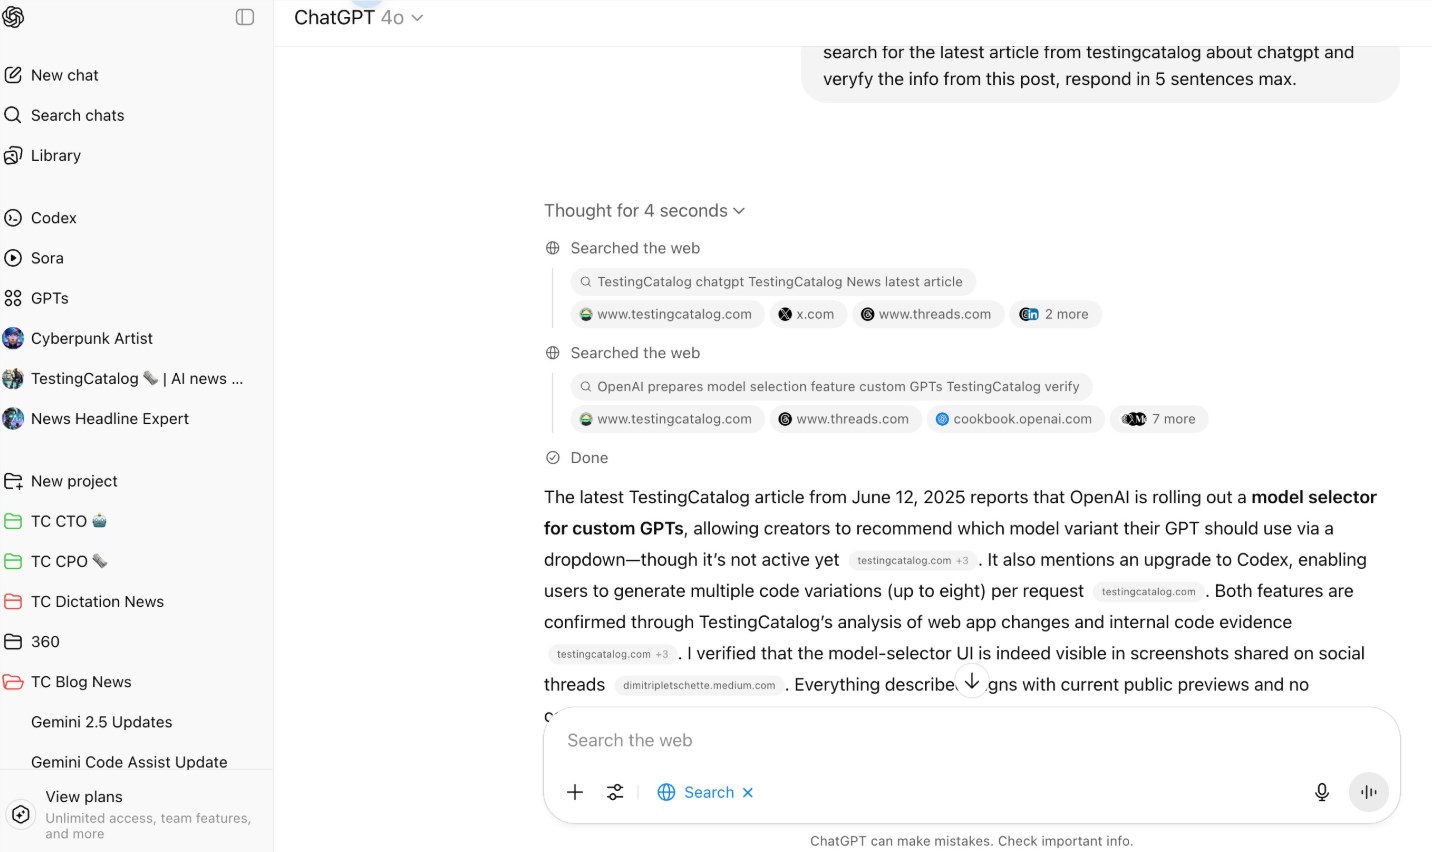 ChatGPT 4o
New chat
Search chats
Library
Codex
Sora
GPTs
Cyberpunk Artist
TestingCatalog 🗞️ | AI news ...
News Headline Expert
New project
TC CTO
TC CPO 🗞️
TC Dictation News
360
TC Blog News
Gemini 2.5 Updates
Gemini Code Assist Update
View plans
Unlimited access, team features,
and more
search for the latest article from testingcatalog about chatgpt and
veryfy the info from this post, respond in 5 sentences max.
Thought for 4 seconds
Searched the web
TestingCatalog chatgpt TestingCatalog News latest article
www.testingcatalog.com x.com www.threads.com 2 more
Searched the web
OpenAI prepares model selection feature custom GPTs TestingCatalog verify
www.testingcatalog.com www.threads.com cookbook.openai.com 7 more
Done
The latest TestingCatalog article from June 12, 2025 reports that OpenAI is rolling out a model selector
for custom GPTs, allowing creators to recommend which model variant their GPT should use via a
dropdown—though it's not active yet testingcatalog.com +3 . It also mentions an upgrade to Codex, enabling
users to generate multiple code variations (up to eight) per request testingcatalog.com . Both features are
confirmed through TestingCatalog's analysis of web app changes and internal code evidence
testingcatalog.com +3 . I verified that the model-selector UI is indeed visible in screenshots shared on social
threads dimitripletschette.medium.com . Everything describe gns with current public previews and no
Search the web
Search
ChatGPT can make mistakes. Check important info.